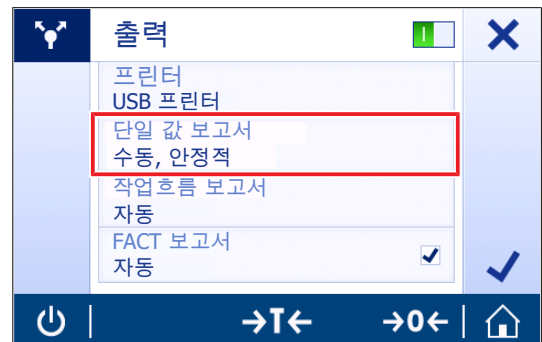 출력
프린터
USB 프린터
단일 값 보고서
수동, 안정적
작업흐름 보고서
자동
FACT 보고서
자동
→T← →0←